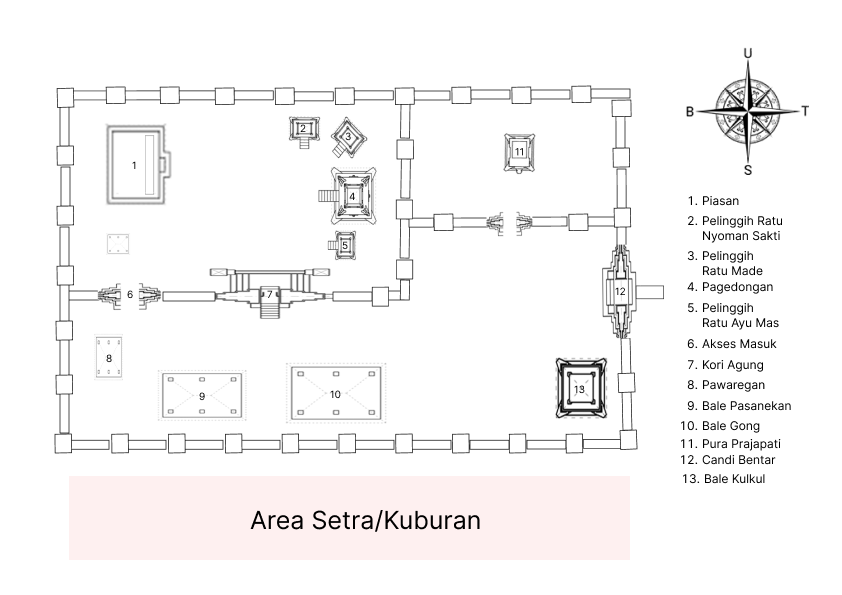 U
B
T
S
1
2
3
4
5
6
7
8
9
10
11
12
13
1. Piasan
2. Pelinggih Ratu
Nyoman Sakti
3. Pelinggih
Ratu Made
4. Pagedongan
5. Pelinggih
Ratu Ayu Mas
6. Akses Masuk
7. Kori Agung
8. Pawaregan
9. Bale Pasanekan
10. Bale Gong
11. Pura Prajapati
12. Candi Bentar
13. Bale Kulkul
Area Setra/Kuburan